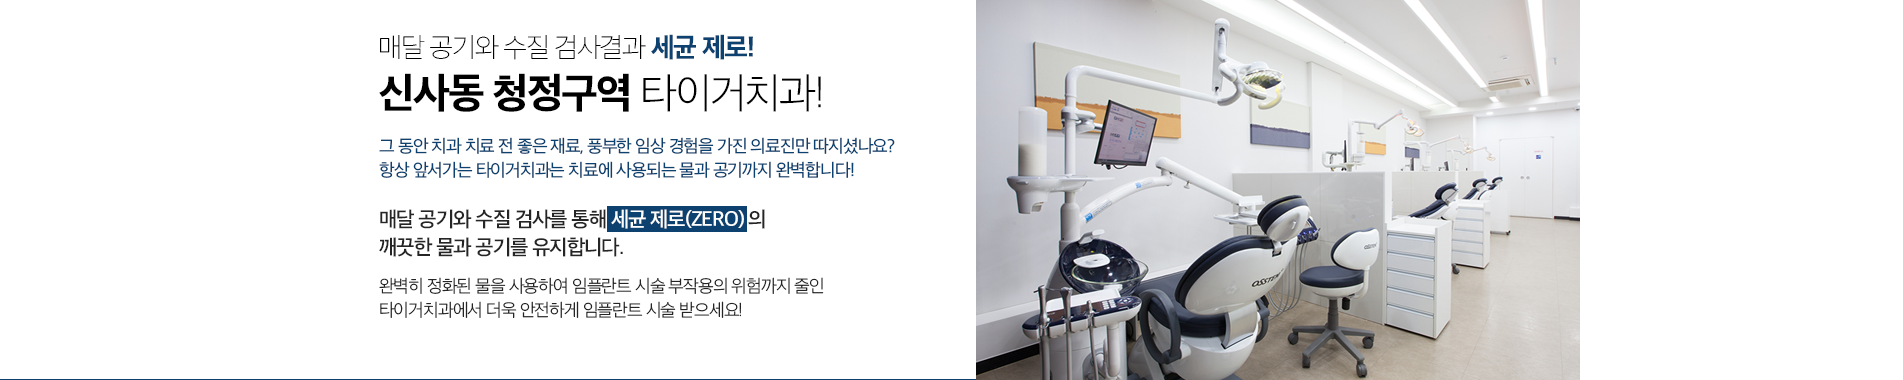 매달 공기와 수질 검사결과 세균 제로!
신사동 청정구역 타이거치과!
그 동안 치과 치료 전 좋은 재료, 풍부한 임상 경험을 가진 의료진만 따지셨나요?
항상 앞서가는 타이거치과는 치료에 사용되는 물과 공기까지 완벽합니다!
매달 공기와 수질 검사를 통해 세균 제로(ZERO)의
깨끗한 물과 공기를 유지합니다.
완벽히 정화된 물을 사용하여 임플란트 시술 부작용의 위험까지 줄인
타이거치과에서 더욱 안전하게 임플란트 시술 받으세요!
OSSTEM
OSSTEM